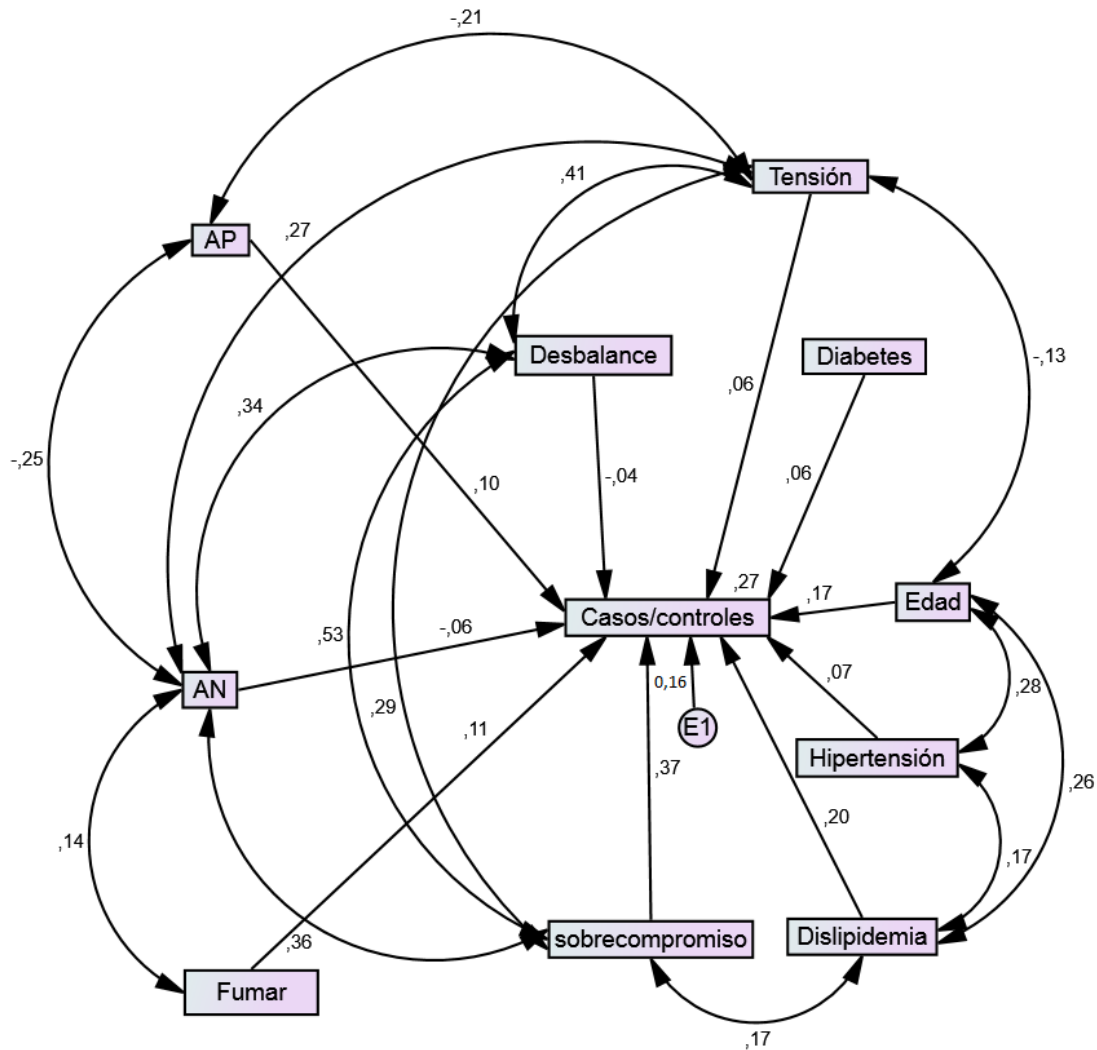 -,21
Tensión
,41
AP
,27
Desbalance
Diabetes
-,13
,06
,34
-,25
,10
-,04
,06
,27
,17
Edad
Casos/controles
-,06
,53
,07
AN
0,16
,28
,29
,11
E1
Hipertensión
,37
,26
,20
,14
,17
,36
sobrecompromiso
Dislipidemia
Fumar
,17